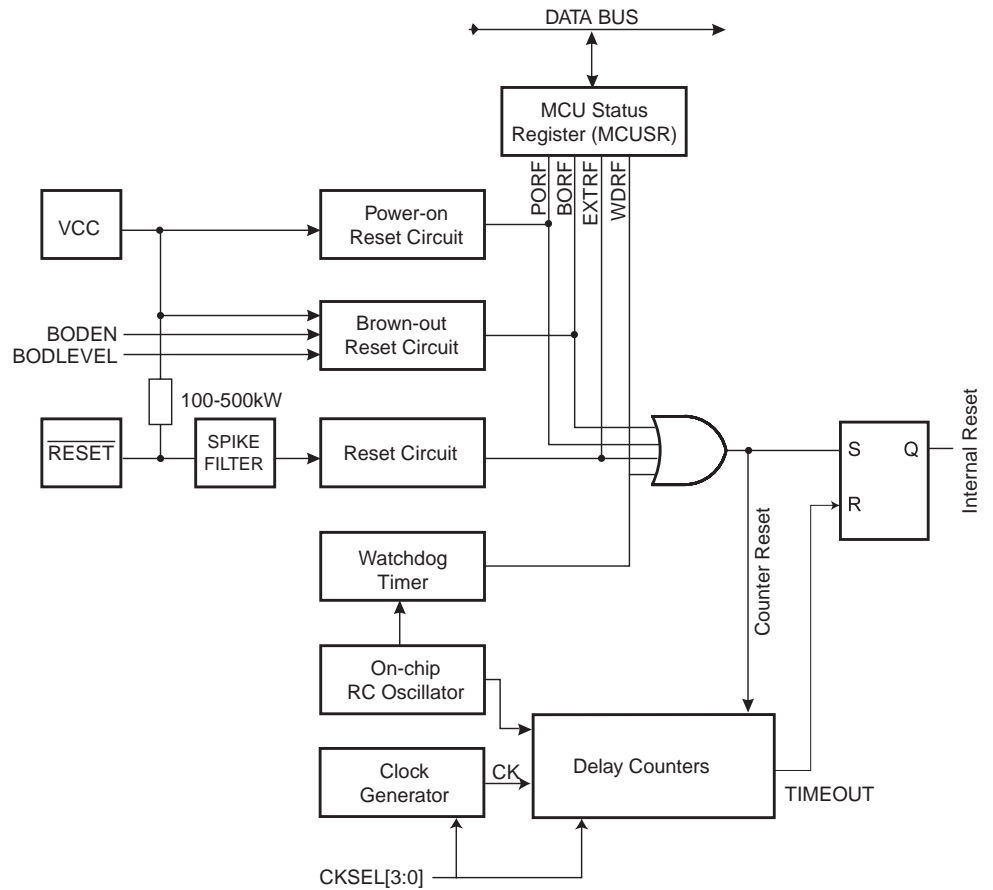 DATA BUS
MCU Status
Register (MCUSR)
PORF
BORF
EXTRF
WDRF
VCC
Power-on
Reset Circuit
BODEN
BODLEVEL
Brown-out
Reset Circuit
100-500kW
RESET
SPIKE
FILTER
Reset Circuit
S
Q
R
Internal Reset
Watchdog
Timer
Counter Reset
On-chip
RC Oscillator
Clock
Generator
CK
Delay Counters
TIMEOUT
CKSEL[3:0]